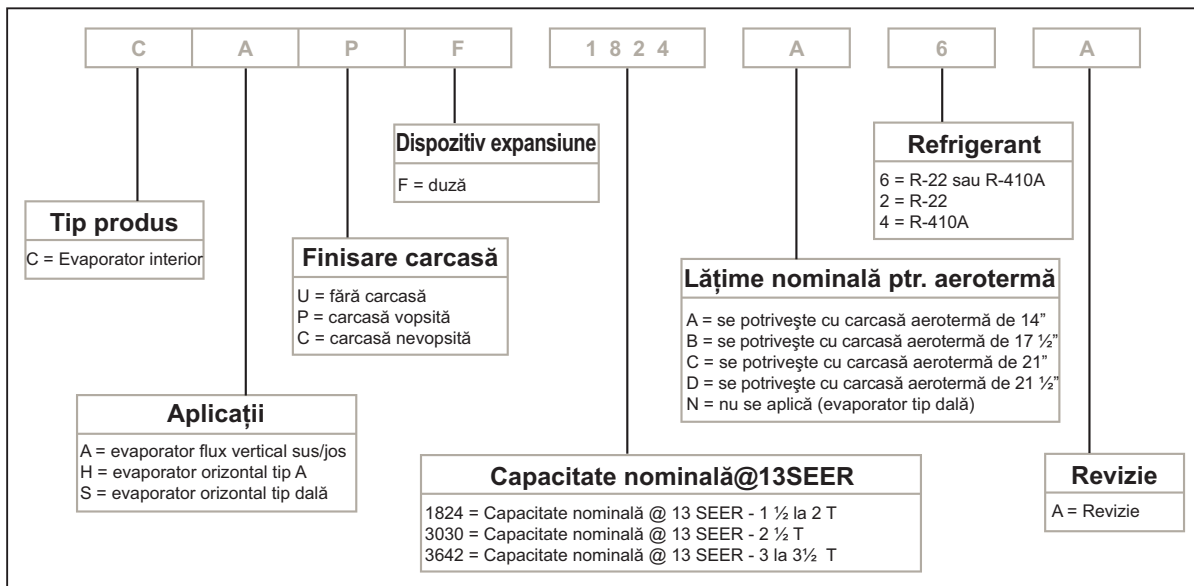 C A P F 1 8 2 4 A 6 A
Dispozitiv expansiune
F = duză
Refrigerant
6 = R-22 sau R-410A
2 = R-22
4 = R-410A
Tip produs
C = Evaporator interior
Finisare carcasă
U = fără carcasă
P = carcasă vopsită
C = carcasă nevopsită
Lățime nominală ptr. aerotermă
A = se potriveşte cu carcasă aerotermă de 14”
B = se potriveşte cu carcasă aerotermă de 17 ½”
C = se potriveşte cu carcasă aerotermă de 21”
D = se potriveşte cu carcasă aerotermă de 21 ½”
N = nu se aplică (evaporator tip dală)
Aplicații
A = evaporator flux vertical sus/jos
H = evaporator orizontal tip A
S = evaporator orizontal tip dală
Capacitate nominală@13SEER
1824 = Capacitate nominală @ 13 SEER - 1 ½ la 2 T
3030 = Capacitate nominală @ 13 SEER - 2 ½ T
3642 = Capacitate nominală @ 13 SEER - 3 la 3½ T
Revizie
A = Revizie